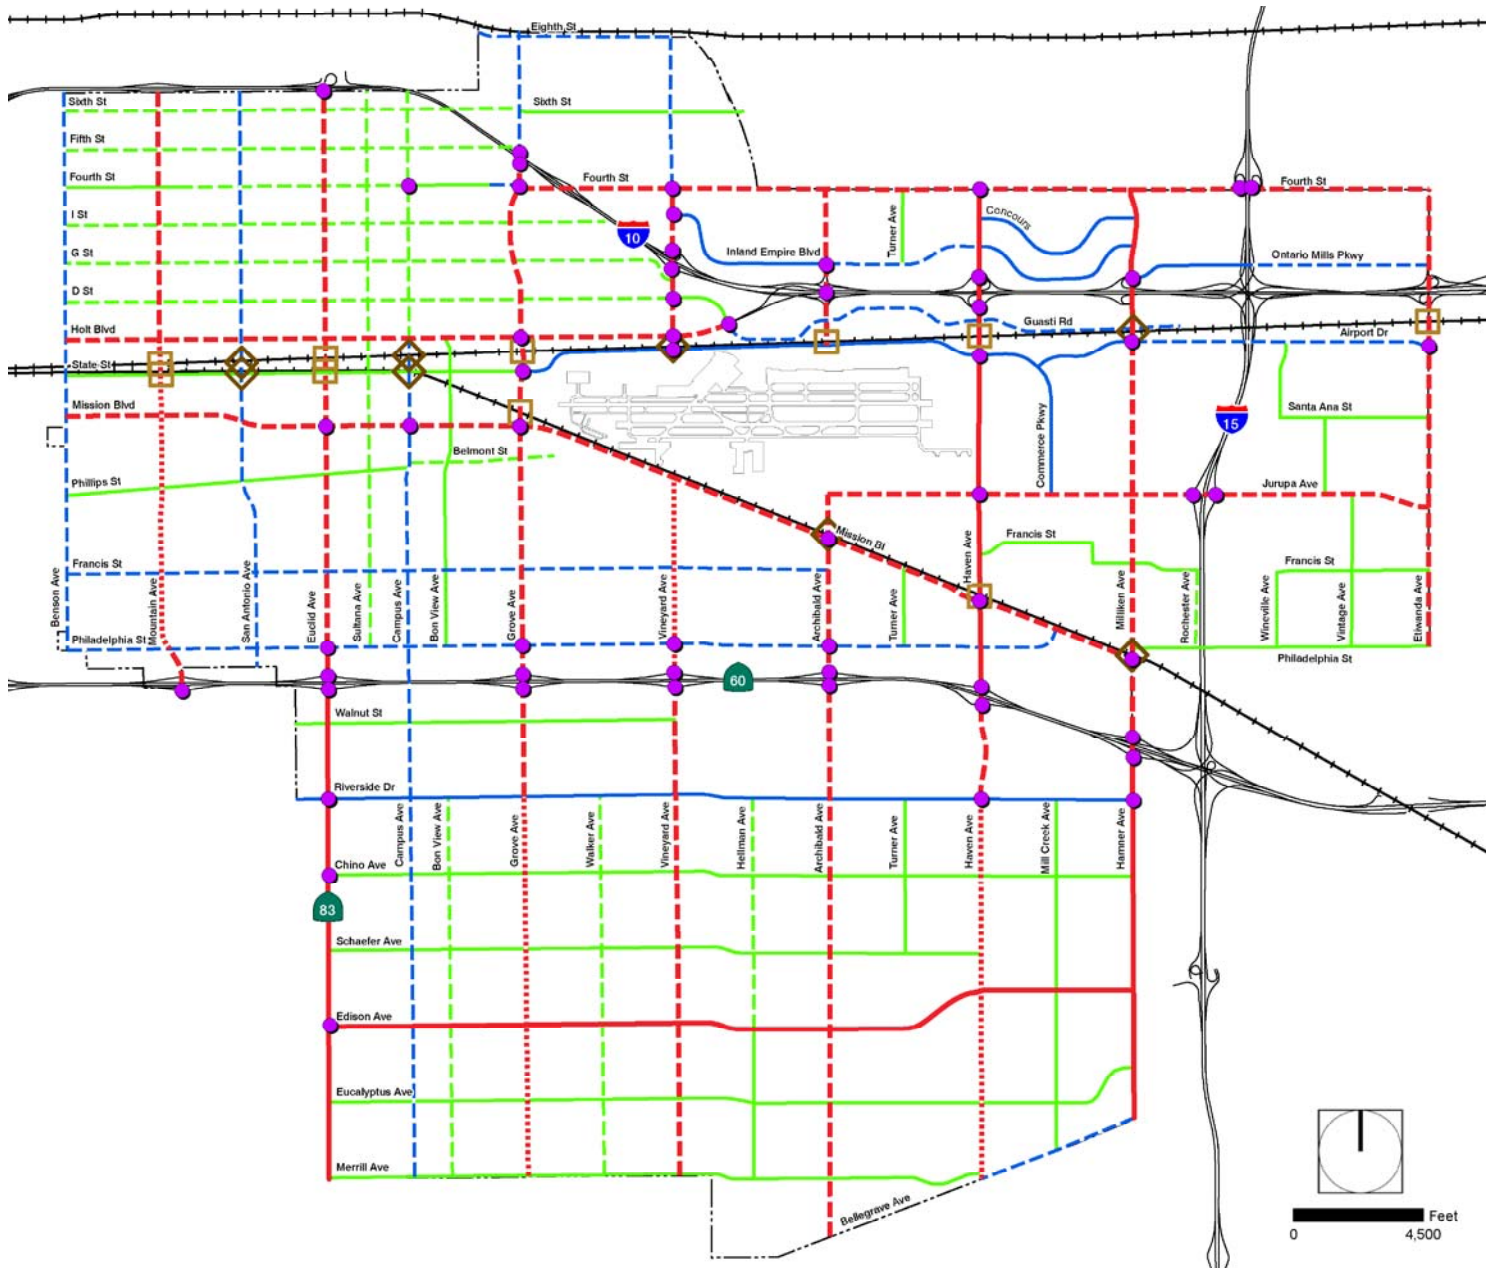 Eighth St
Sixth St
Sixth St
Fifth St
Fourth St
Fourth St
Fourth St
I St
Turner Ave
Concours
10
G St
Inland Empire Blvd
Ontario Mills Pkwy
D St
Holt Blvd
Guasti Rd
Airport Dr
State St
Mission Blvd
Santa Ana St
15
Belmont St
Commerce Pkwy
Phillips St
Jurupa Ave
Mission Bl
Haven Ave
Francis St
Francis St
Francis St
Benson Ave
Mountain Ave
San Antonio Ave
Euclid Ave
Sultana Ave
Campus Ave
Bon View Ave
Grove Ave
Vineyard Ave
Archibald Ave
Turner Ave
Milliken Ave
Rochester Ave
Wineville Ave
Vintage Ave
Etiwanda Ave
Philadelphia St
Philadelphia St
60
Walnut St
Riverside Dr
Campus Ave
Bon View Ave
Grove Ave
Walker Ave
Vineyard Ave
Hellman Ave
Archibald Ave
Turner Ave
Haven Ave
Mill Creek Ave
Hamner Ave
Chino Ave
83
Schaefer Ave
Edison Ave
Eucalyptus Ave
Merrill Ave
Bellegrave Ave
Feet
0 4,500